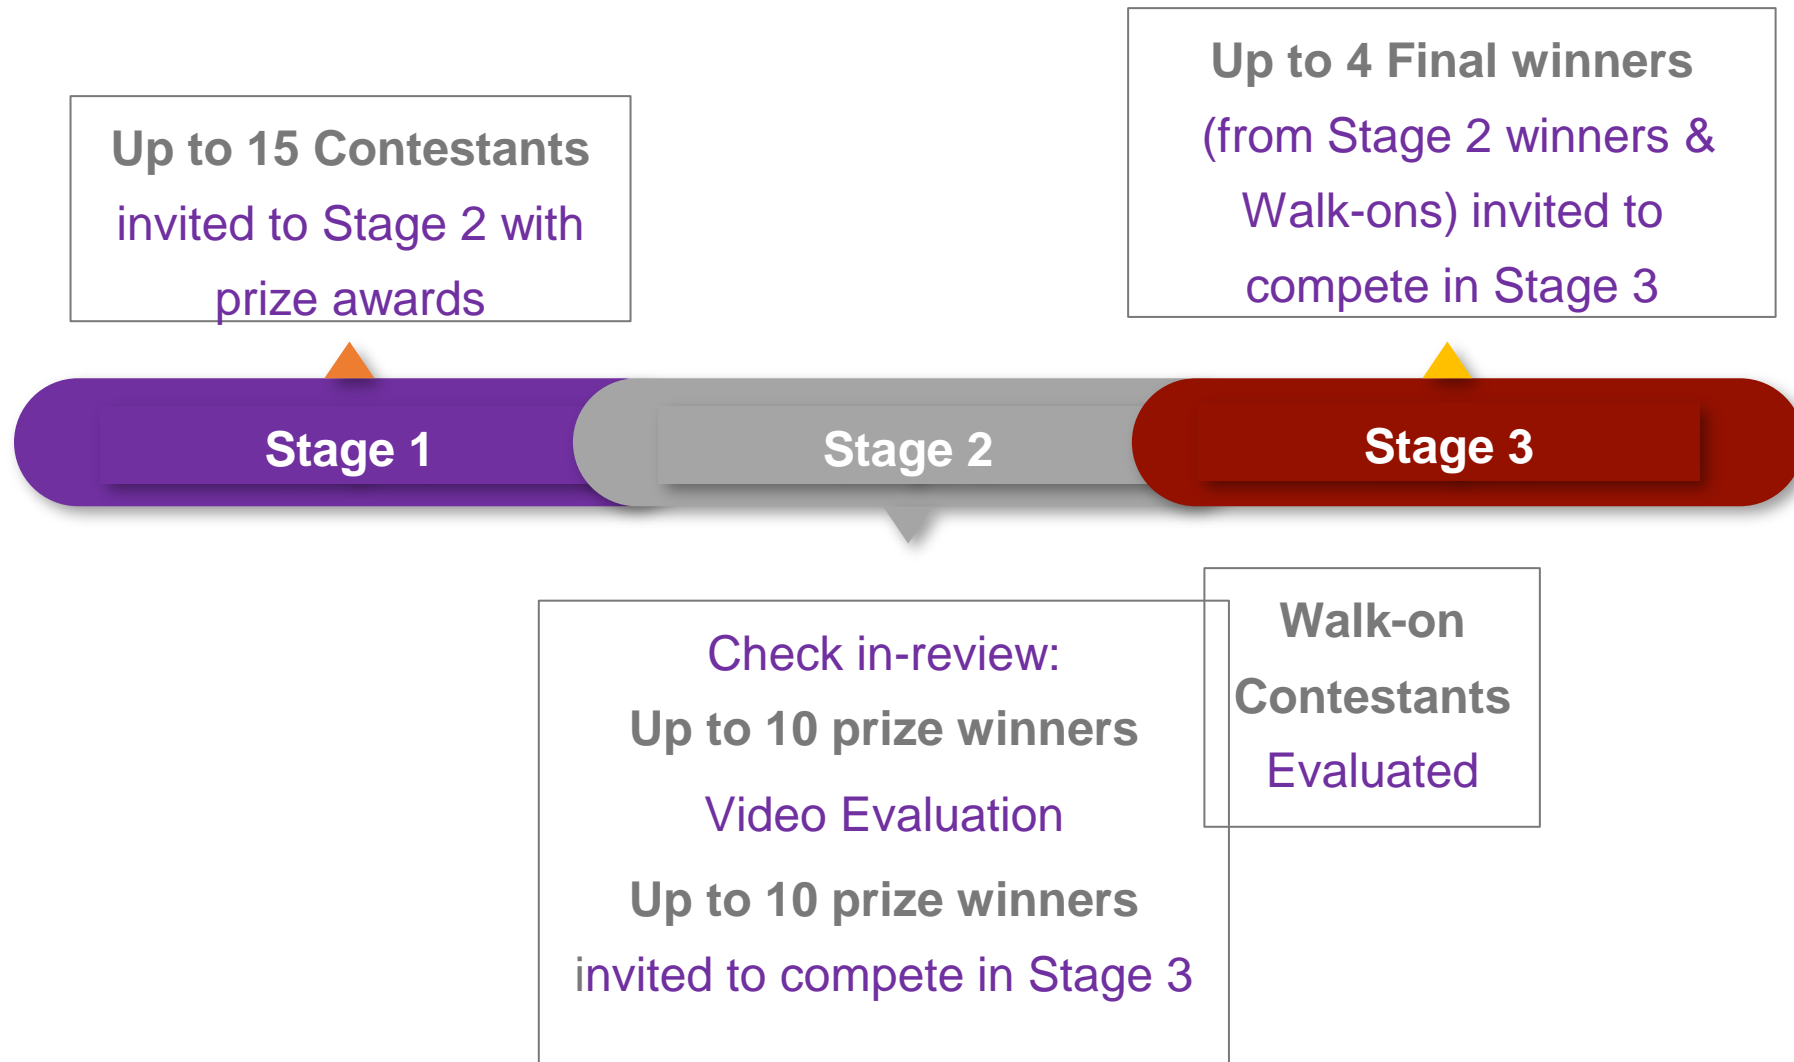 Up to 15 Contestants
invited to Stage 2 with
prize awards
Up to 4 Final winners
(from Stage 2 winners &
Walk-ons) invited to
compete in Stage 3
Stage 1
Stage 2
Stage 3
Check in-review:
Up to 10 prize winners
Video Evaluation
Up to 10 prize winners
invited to compete in Stage 3
Walk-on
Contestants
Evaluated